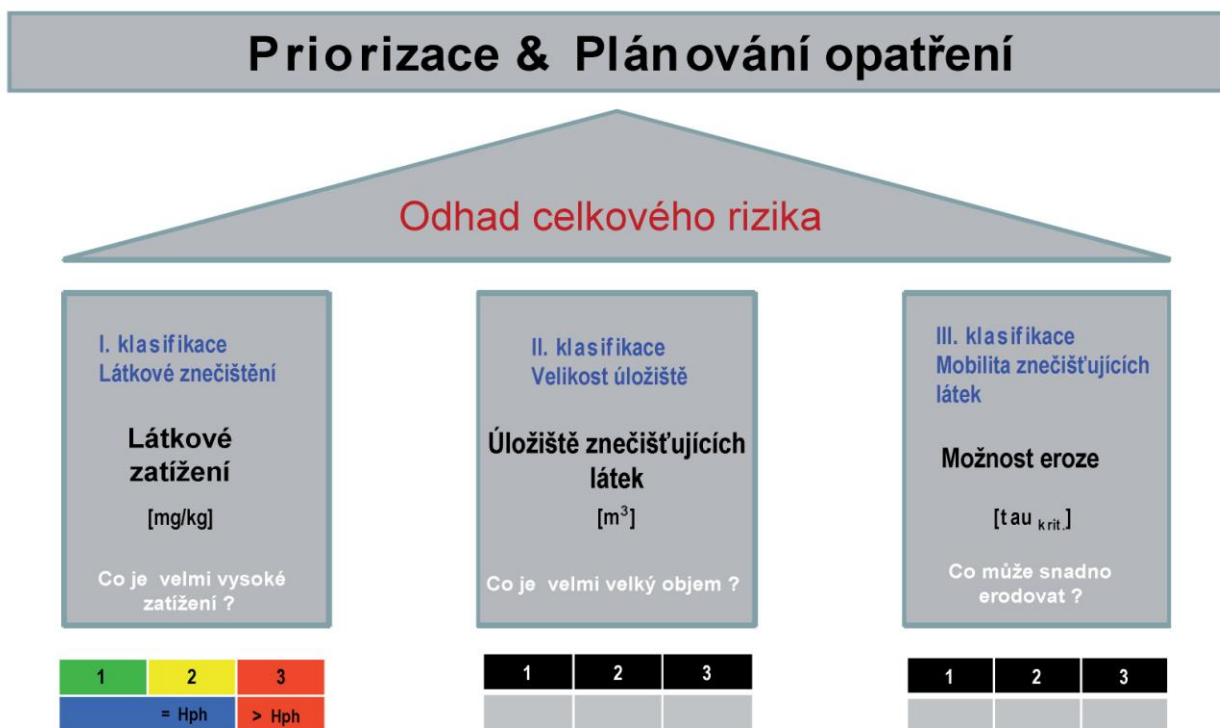 Priorizace & Plánování opatření
Odhad celkového rizika
I. klasifikace
Látkové znečištění
Látkové
zatížení
[mg/kg]
Co je velmi vysoké
zatížení ?
1 2 3
= Hph > Hph
II. klasifikace
Velikost úložiště
Úložiště znečišťujících
látek
[m³]
Co je velmi velký objem ?
1 2 3
III. klasifikace
Mobilita znečišťujících
látek
Možnost eroze
[tau krit.]
Co může snadno
erodovat ?
1 2 3